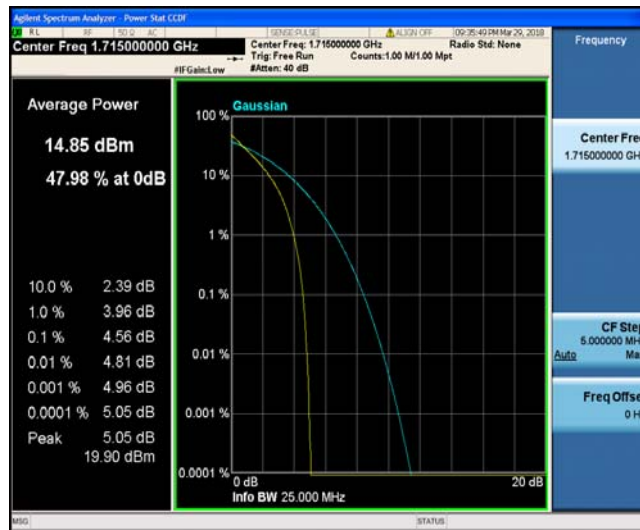 Agilent Spectrum Analyzer - Power Stat CCDF
RL RF 50 Ω AC SENSE:PULSE ALIGN OFF 09:35:49 PM Mar 29, 2018
Center Freq 1.715000000 GHz
Center Freq: 1.715000000 GHz Radio Std: None
Trig: Free Run Counts:1.00 M/1.00 Mpt
#IFGain:Low #Atten: 40 dB
Frequency
Average Power
14.85 dBm
47.98 % at 0dB
10.0 % 2.39 dB
1.0 % 3.96 dB
0.1 % 4.56 dB
0.01 % 4.81 dB
0.001 % 4.96 dB
0.0001 % 5.05 dB
Peak 5.05 dB
19.90 dBm
Gaussian
100 %
10 %
1 %
0.1 %
0.01 %
0.001 %
0.0001 %
0 dB 20 dB
Info BW 25.000 MHz
Center Fre
1.715000000 GH
CF Step
5.000000 MH
Auto Ma
Freq Offse
0 H
MSG STATUS